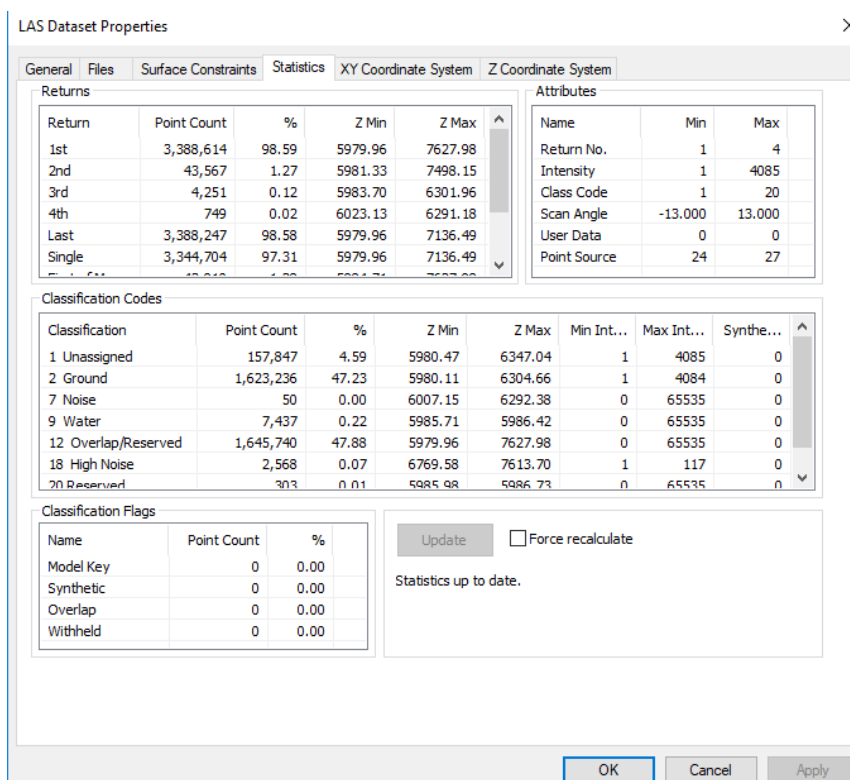 LAS Dataset Properties
General Files Surface Constraints Statistics XY Coordinate System Z Coordinate System
Returns
Return Point Count % Z Min Z Max
1st 3,388,614 98.59 5979.96 7627.98
2nd 43,567 1.27 5981.33 7498.15
3rd 4,251 0.12 5983.70 6301.96
4th 749 0.02 6023.13 6291.18
Last 3,388,247 98.58 5979.96 7136.49
Single 3,344,704 97.31 5979.96 7136.49
Attributes
Name Min Max
Return No. 1 4
Intensity 1 4085
Class Code 1 20
Scan Angle -13.000 13.000
User Data 0 0
Point Source 24 27
Classification Codes
Classification Point Count % Z Min Z Max Min Int... Max Int... Synthe...
1 Unassigned 157,847 4.59 5980.47 6347.04 1 4085 0
2 Ground 1,623,236 47.23 5980.11 6304.66 1 4084 0
7 Noise 50 0.00 6007.15 6292.38 0 65535 0
9 Water 7,437 0.22 5985.71 5986.42 0 65535 0
12 Overlap/Reserved 1,645,740 47.88 5979.96 7627.98 0 65535 0
18 High Noise 2,568 0.07 6769.58 7613.70 1 117 0
20 Reserved 303 0.01 5985.98 5986.73 0 65535 0
Classification Flags
Name Point Count %
Model Key 0 0.00
Synthetic 0 0.00
Overlap 0 0.00
Withheld 0 0.00
Update Force recalculate
Statistics up to date.
OK Cancel Apply